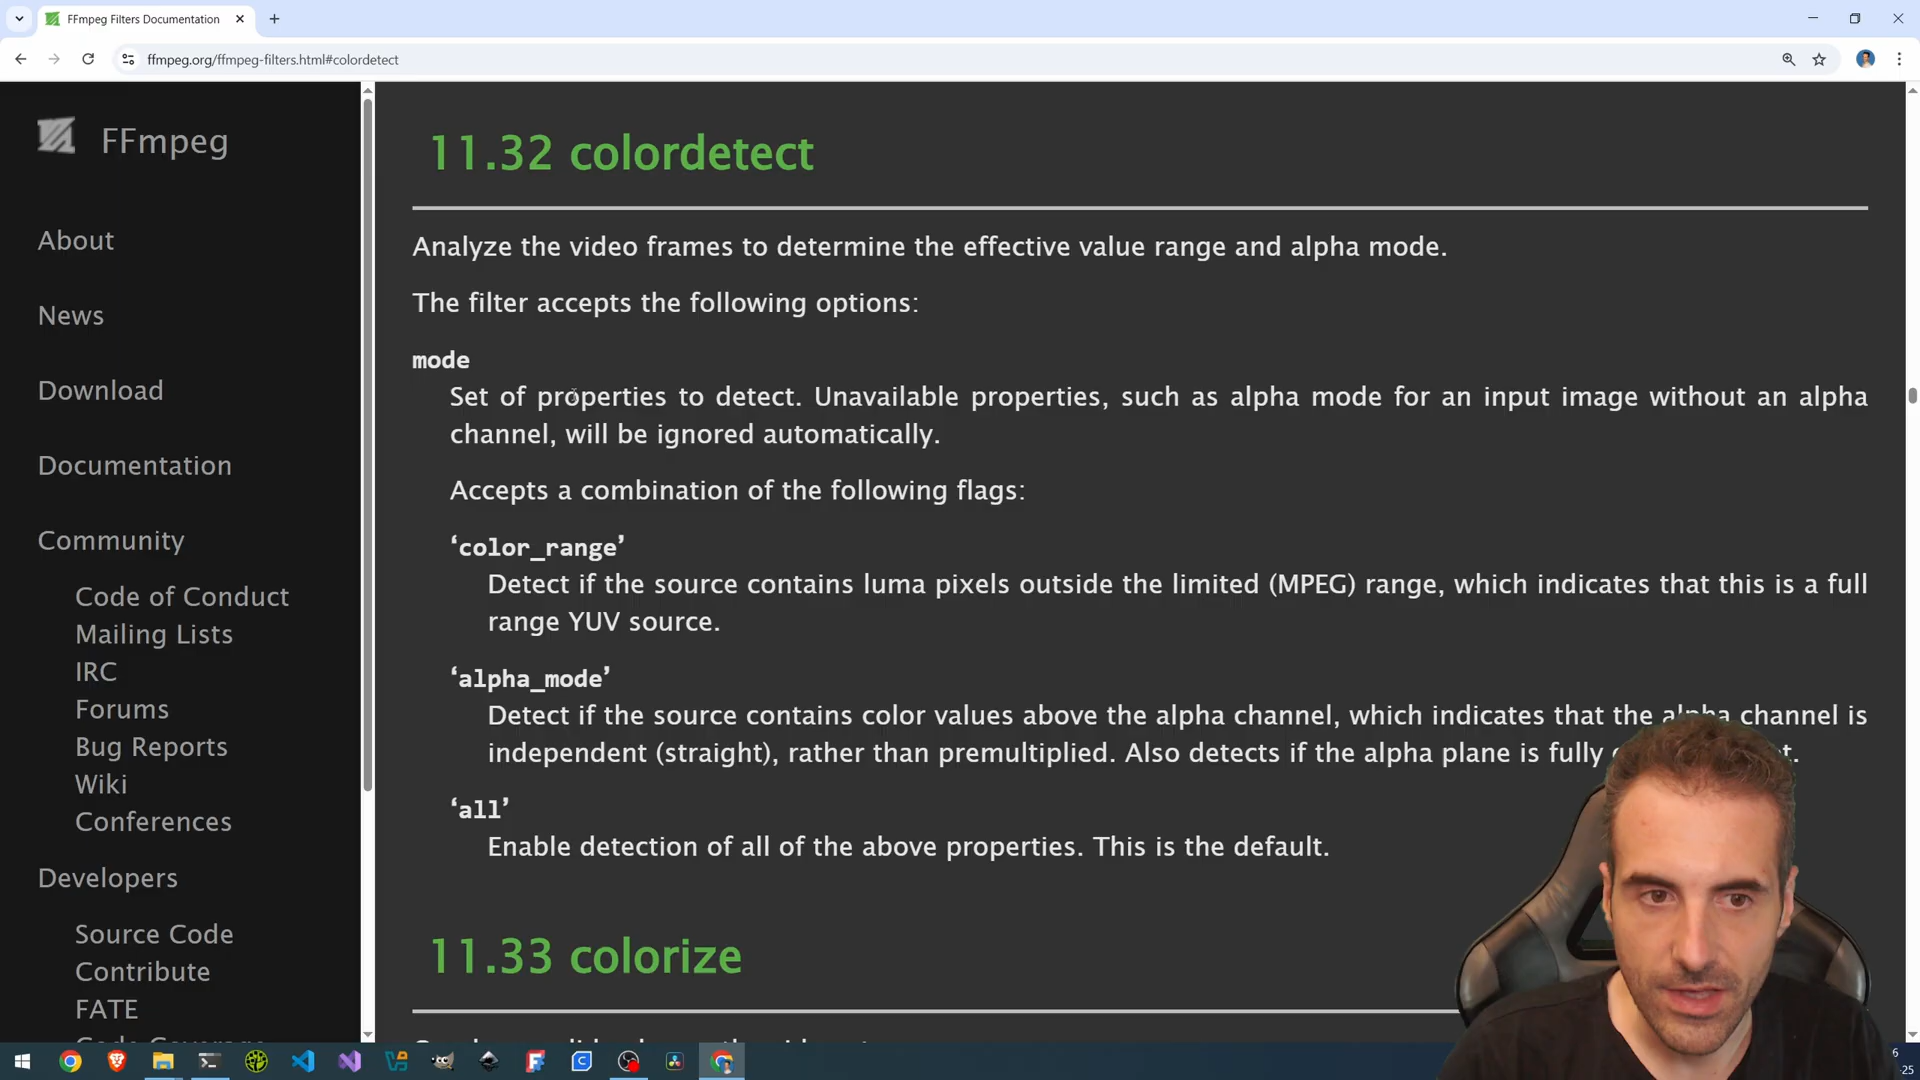 FFmpeg Filters Documentation
ffmpeg.org/ffmpeg-filters.html#colordetect
FFmpeg
About
News
Download
Documentation
Community
Code of Conduct
Mailing Lists
IRC
Forums
Bug Reports
Wiki
Conferences
Developers
Source Code
Contribute
FATE
11.32 colordetect
Analyze the video frames to determine the effective value range and alpha mode.
The filter accepts the following options:
mode
Set of properties to detect. Unavailable properties, such as alpha mode for an input image without an alpha
channel, will be ignored automatically.
Accepts a combination of the following flags:
‘color_range’
Detect if the source contains luma pixels outside the limited (MPEG) range, which indicates that this is a full
range YUV source.
‘alpha_mode’
Detect if the source contains color values above the alpha channel, which indicates that the alpha channel is
independent (straight), rather than premultiplied. Also detects if the alpha plane is fully
‘all’
Enable detection of all of the above properties. This is the default.
11.33 colorize
6
-25